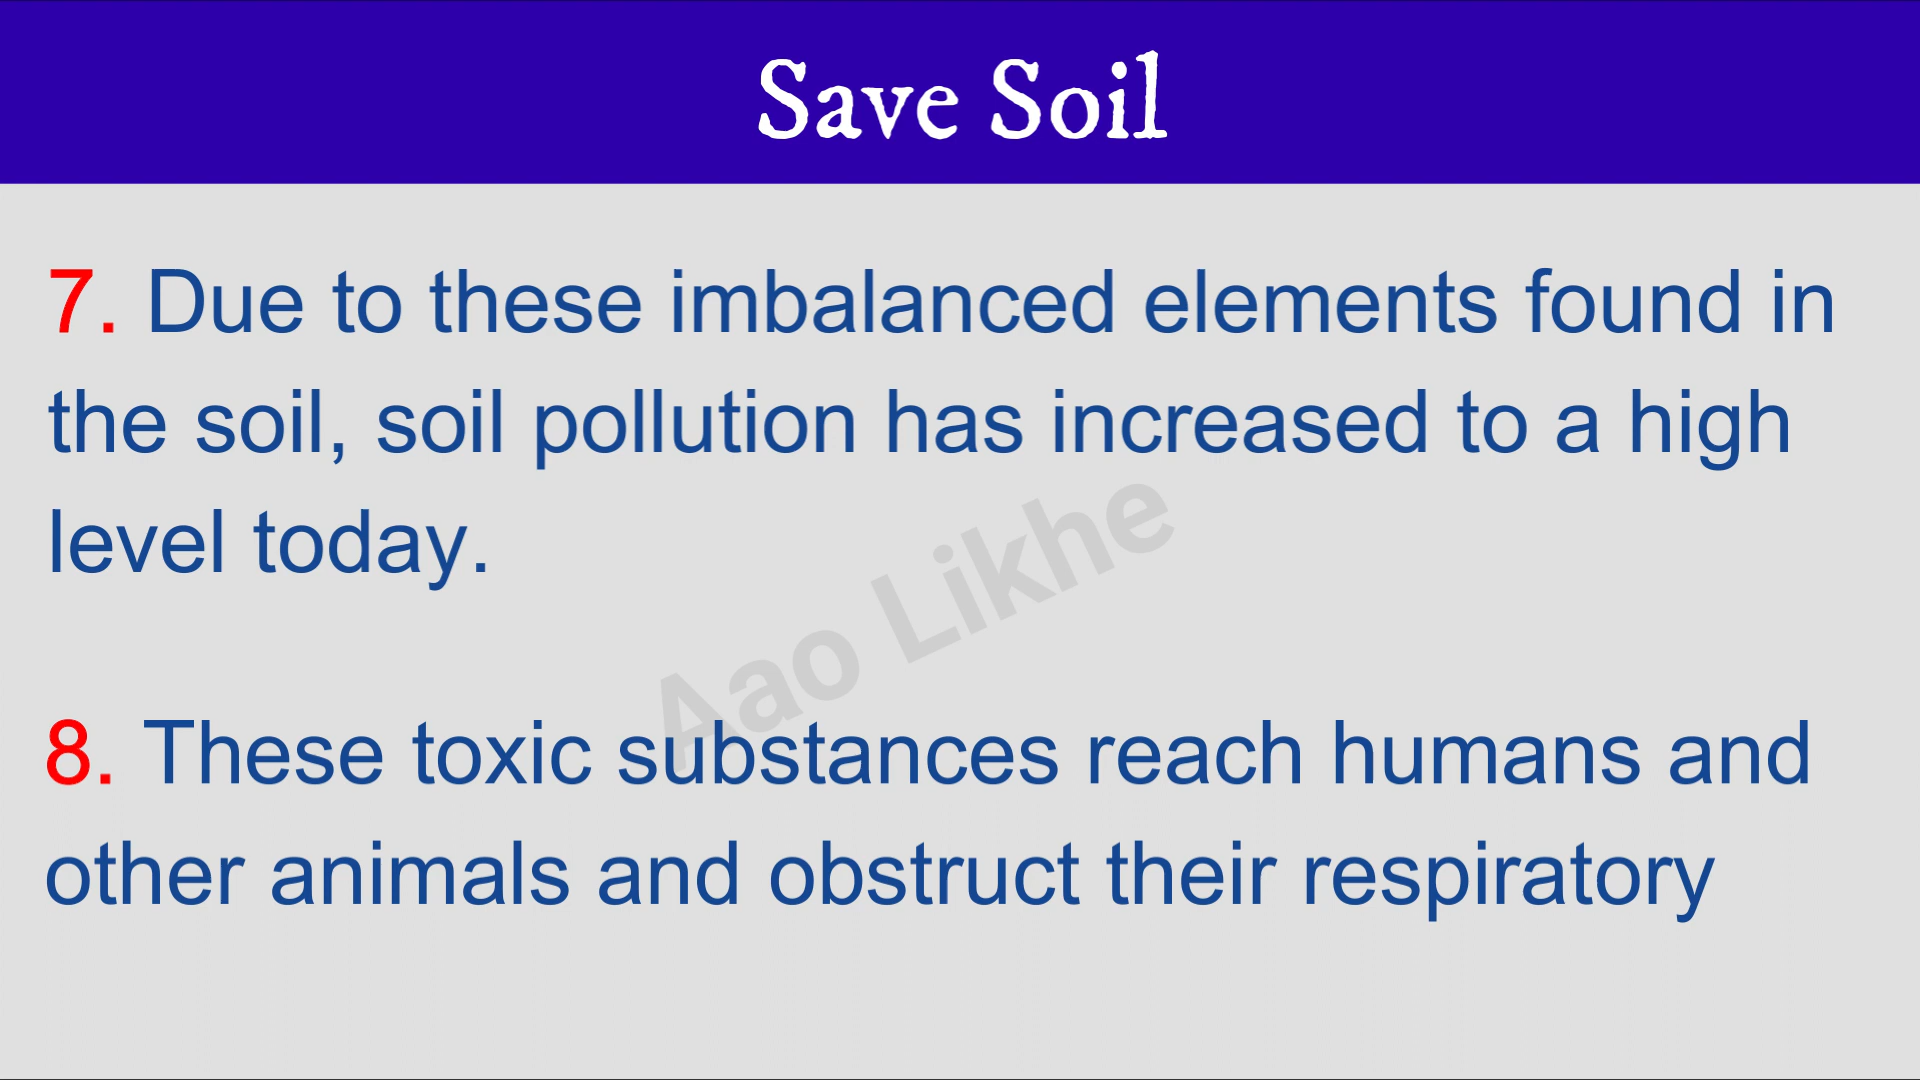 Save Soil
7. Due to these imbalanced elements found in
the soil, soil pollution has increased to a high
level today.
Aao Likhe
8. These toxic substances reach humans and
other animals and obstruct their respiratory